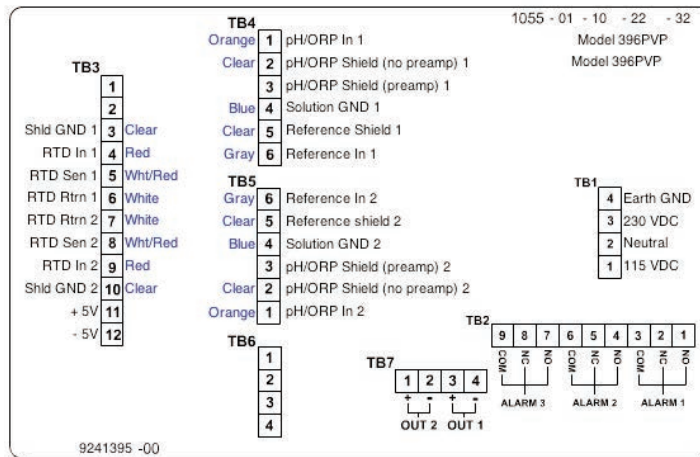 1055 - 01 - 10 - 22 - 32
Model 396PVP
Model 396PVP
TB4
Orange 1 pH/ORP In 1
Clear 2 pH/ORP Shield (no preamp) 1
3 pH/ORP Shield (preamp) 1
Blue 4 Solution GND 1
Clear 5 Reference Shield 1
Gray 6 Reference In 1
TB3
1
2
Shld GND 1 3 Clear
RTD In 1 4 Red
RTD Sen 1 5 Wht/Red
RTD Rtrn 1 6 White
RTD Rtrn 2 7 White
RTD Sen 2 8 Wht/Red
RTD In 2 9 Red
Shld GND 2 10 Clear
+ 5V 11
- 5V 12
TB5
Gray 6 Reference In 2
Clear 5 Reference shield 2
Blue 4 Solution GND 2
3 pH/ORP Shield (preamp) 2
Clear 2 pH/ORP Shield (no preamp) 2
Orange 1 pH/ORP In 2
TB1
4 Earth GND
3 230 VDC
2 Neutral
1 115 VDC
TB6
1
2
3
4
TB7
1 2 3 4
+ - + -
OUT 2 OUT 1
TB2
9 8 7 6 5 4 3 2 1
COM NC NO COM NC NO COM NC NO
ALARM 3 ALARM 2 ALARM 1
9241395 -00